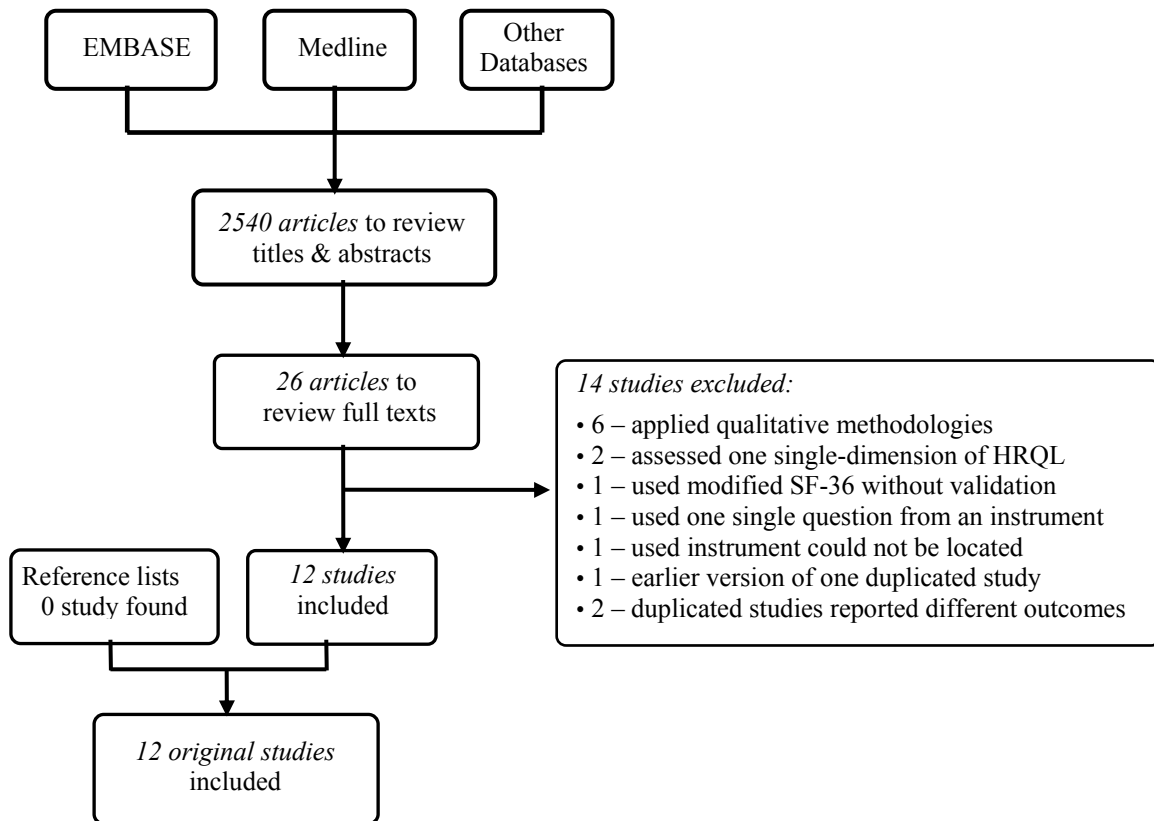 EMBASE
Medline
Other
Databases
2540 articles to review
titles & abstracts
26 articles to
review full texts
14 studies excluded:
• 6 – applied qualitative methodologies
• 2 – assessed one single-dimension of HRQL
• 1 – used modified SF-36 without validation
• 1 – used one single question from an instrument
• 1 – used instrument could not be located
• 1 – earlier version of one duplicated study
• 2 – duplicated studies reported different outcomes
Reference lists
0 study found
12 studies
included
12 original studies
included